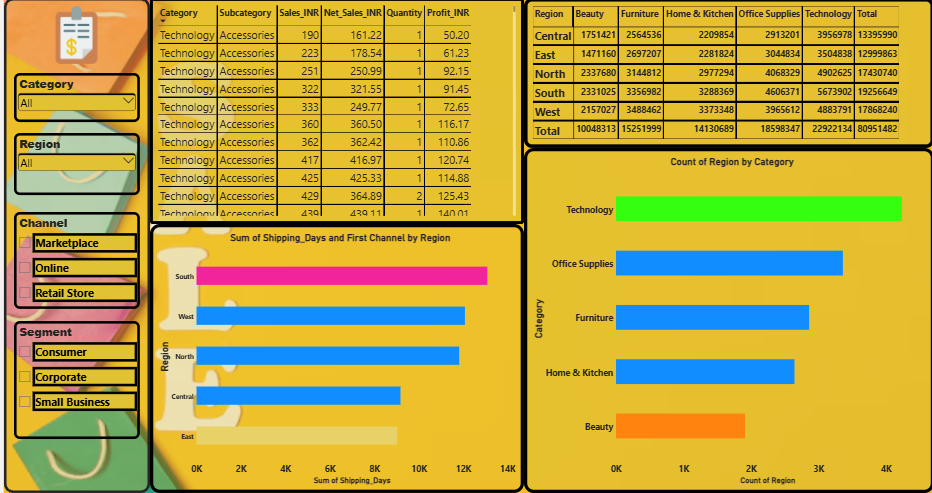 Category
All
Region
All
Channel
Marketplace
Online
Retail Store
Segment
Consumer
Corporate
Small Business
Category Subcategory Sales_INR Net_Sales_INR Quantity Profit_INR
Technology Accessories 190 161.22 1 50.20
Technology Accessories 223 178.54 1 61.23
Technology Accessories 251 250.99 1 92.15
Technology Accessories 322 321.55 1 91.45
Technology Accessories 333 249.77 1 72.65
Technology Accessories 360 360.50 1 116.17
Technology Accessories 362 362.42 1 110.86
Technology Accessories 417 416.97 1 120.74
Technology Accessories 425 425.33 1 114.88
Technology Accessories 429 364.89 2 125.43
Technology Accessories 439 439.11 1 140.01
Region Beauty Furniture Home & Kitchen Office Supplies Technology Total
Central 1751421 2564536 2209854 2913201 3956978 13395990
East 1471160 2697207 2281824 3044834 3504838 12999863
North 2337680 3144812 2977294 4068329 4902625 17430740
South 2331025 3356982 3288369 4606371 5673902 19256649
West 2157027 3488462 3373348 3965612 4883791 17868240
Total 10048313 15251999 14130689 18598347 22922134 80951482
Sum of Shipping_Days and First Channel by Region
Region
South
West
North
Central
East
0K 2K 4K 6K 8K 10K 12K 14K
Sum of Shipping_Days
Count of Region by Category
Category
Technology
Office Supplies
Furniture
Home & Kitchen
Beauty
0K 1K 2K 3K 4K
Count of Region